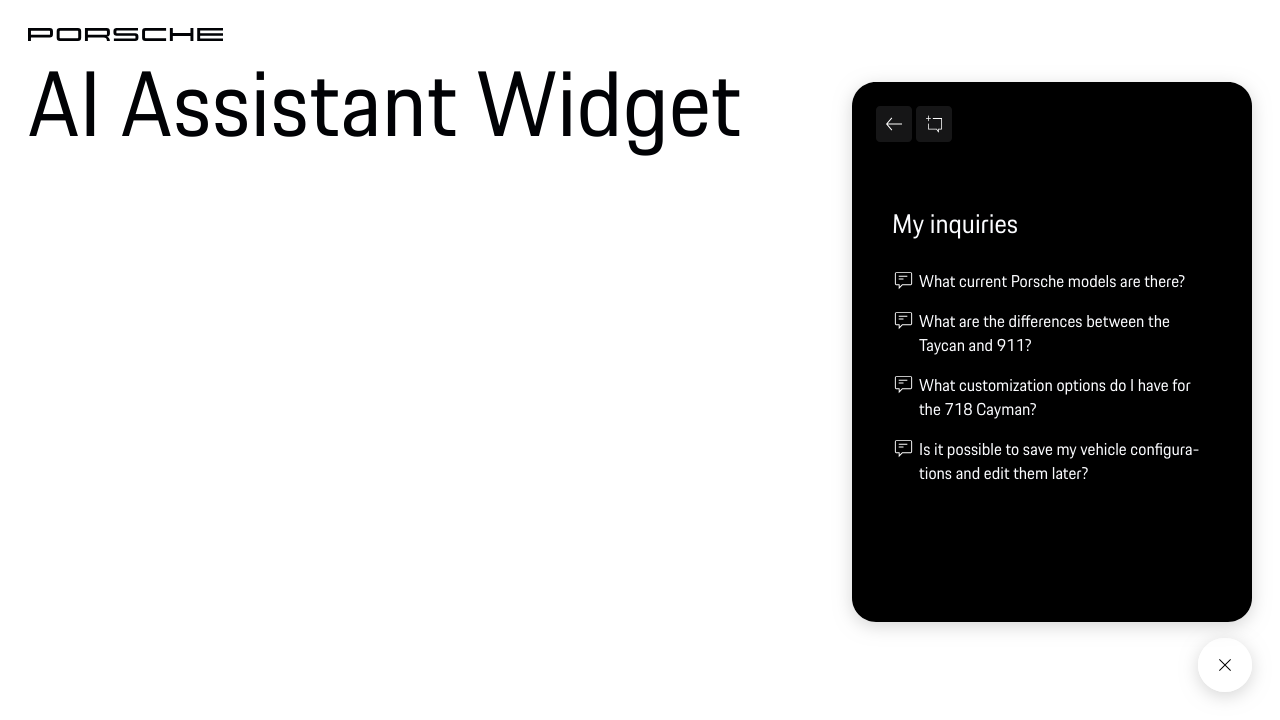 PORSCHE
AI Assistant Widget
My inquiries
What current Porsche models are there?
What are the differences between the
Taycan and 911?
What customization options do I have for
the 718 Cayman?
Is it possible to save my vehicle configura-
tions and edit them later?